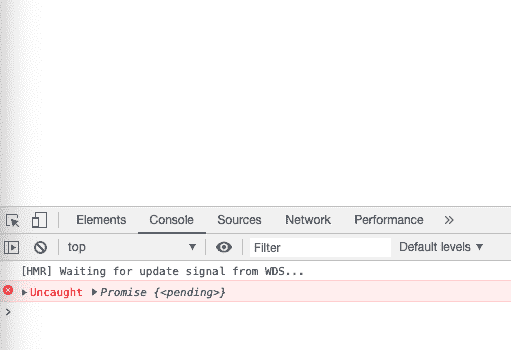 Elements Console Sources Network Performance »
top ▼ Filter Default levels ▼
[HMR] Waiting for update signal from WDS...
▶Uncaught ▶Promise {<pending>}
>